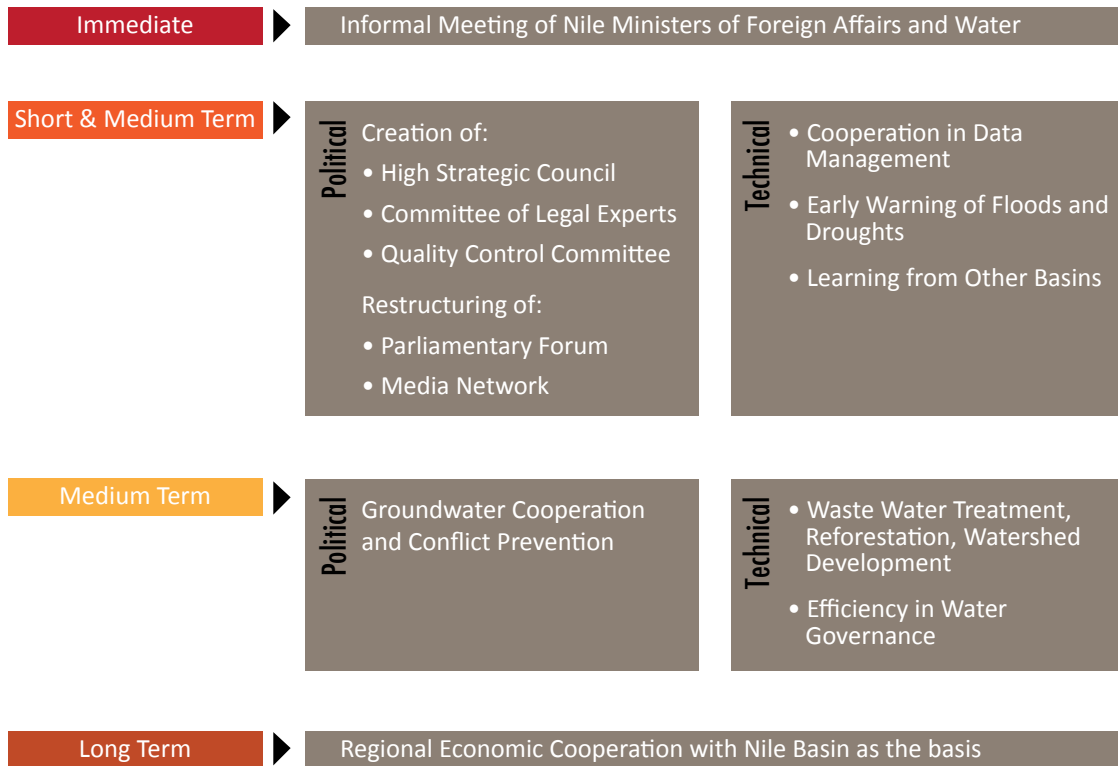 Immediate
Informal Meeting of Nile Ministers of Foreign Affairs and Water
Short & Medium Term
Political
Creation of:
• High Strategic Council
• Committee of Legal Experts
• Quality Control Committee
Restructuring of:
• Parliamentary Forum
• Media Network
Technical
• Cooperation in Data
Management
• Early Warning of Floods and
Droughts
• Learning from Other Basins
Medium Term
Political
Groundwater Cooperation
and Conflict Prevention
Technical
• Waste Water Treatment,
Reforestation, Watershed
Development
• Efficiency in Water
Governance
Long Term
Regional Economic Cooperation with Nile Basin as the basis